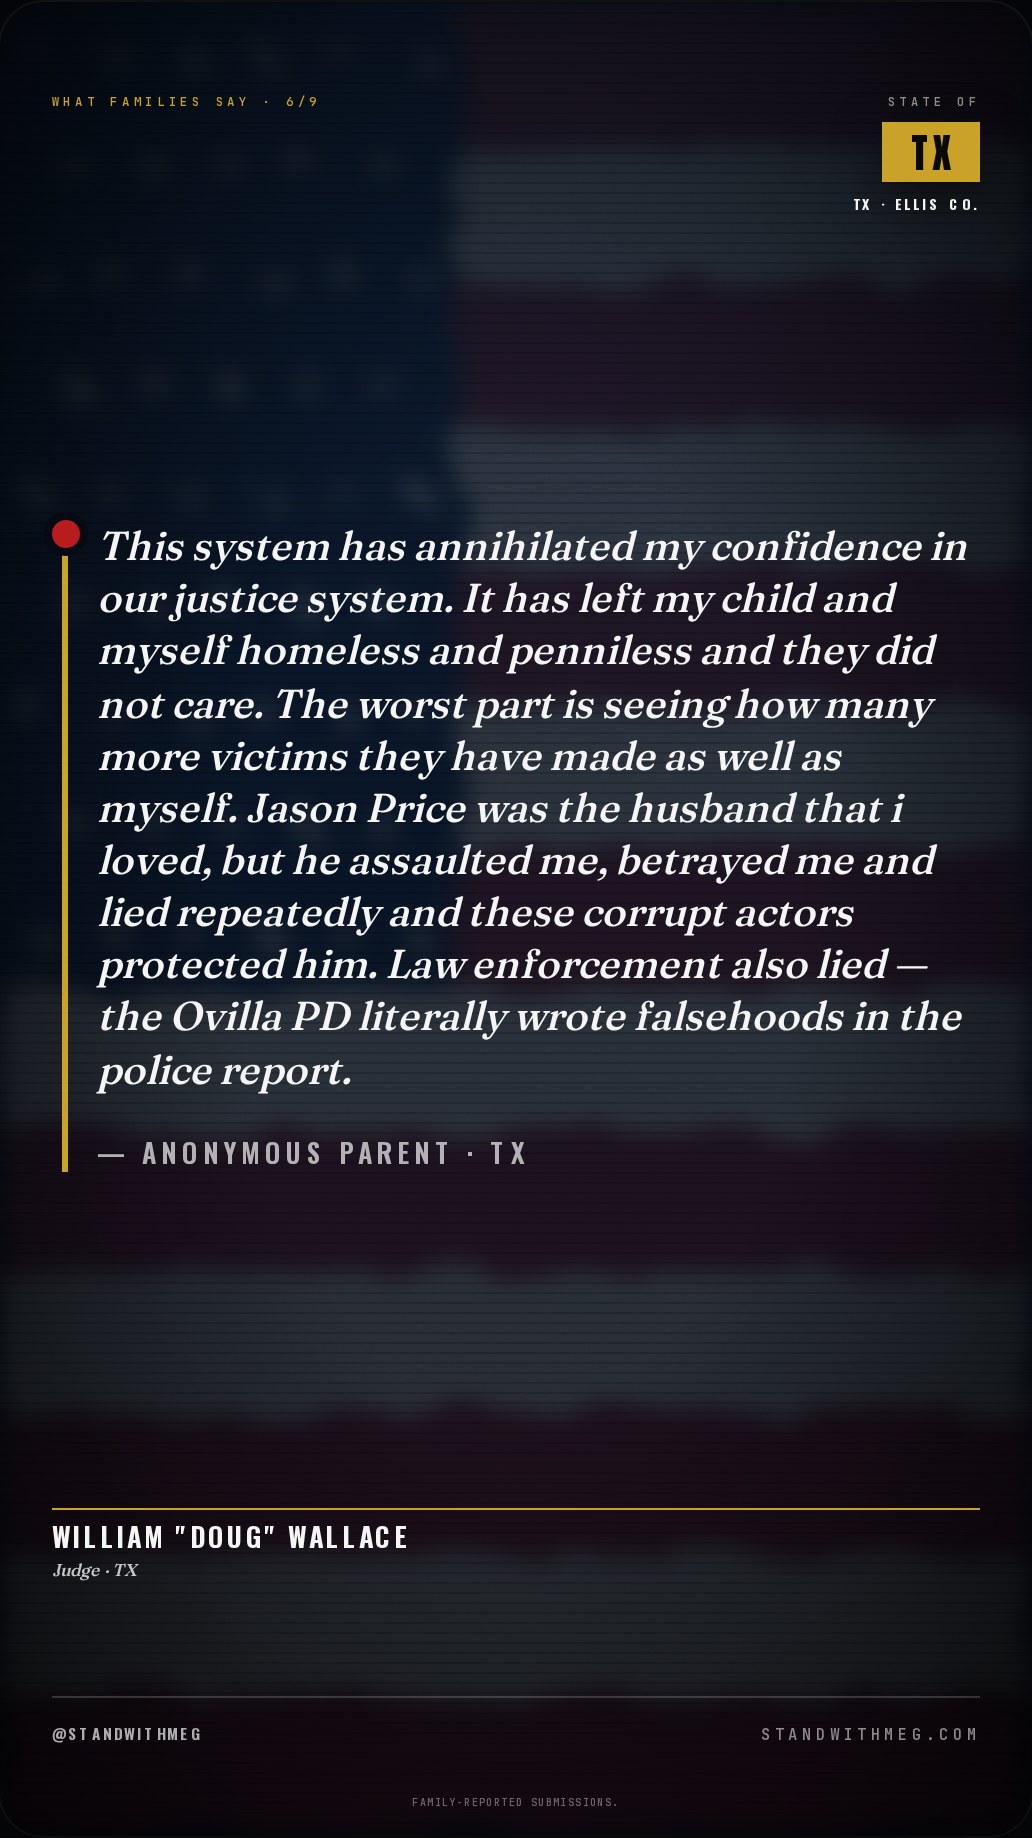 WHAT FAMILIES SAY · 6/9
STATE OF
TX
TX · ELLIS CO.
This system has annihilated my confidence in
our justice system. It has left my child and
myself homeless and penniless and they did
not care. The worst part is seeing how many
more victims they have made as well as
myself. Jason Price was the husband that i
loved, but he assaulted me, betrayed me and
lied repeatedly and these corrupt actors
protected him. Law enforcement also lied —
the Ovilla PD literally wrote falsehoods in the
police report.
— ANONYMOUS PARENT · TX
WILLIAM "DOUG" WALLACE
Judge · TX
@STANDWITHMEG
STANDWITHMEG.COM
FAMILY-REPORTED SUBMISSIONS.